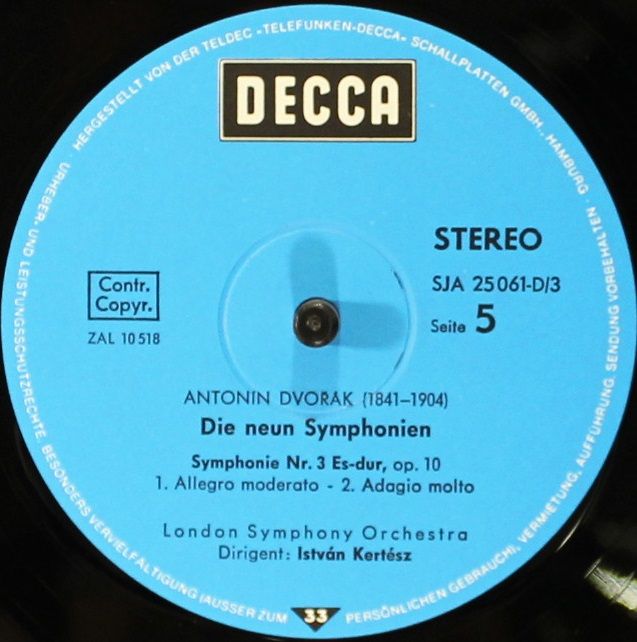 HERGESTELLT VON DER TELDEC »TELEFUNKEN-DECCA« SCHALLPLATTEN GMBH., HAMBURG · URHEBER- UND LEISTUNGSSCHUTZRECHTE, BESONDERS VERVIELFÄLTIGUNG (AUSSER ZUM PERSÖNLICHEN GEBRAUCH), VERMIETUNG, AUFFÜHRUNG, SENDUNG VORBEHALTEN ·
DECCA
STEREO
Contr.
Copyr.
SJA 25 061-D/3
ZAL 10 518
Seite 5
ANTONIN DVORAK (1841–1904)
Die neun Symphonien
Symphonie Nr. 3 Es-dur, op. 10
1. Allegro moderato - 2. Adagio molto
London Symphony Orchestra
Dirigent: István Kertész
33